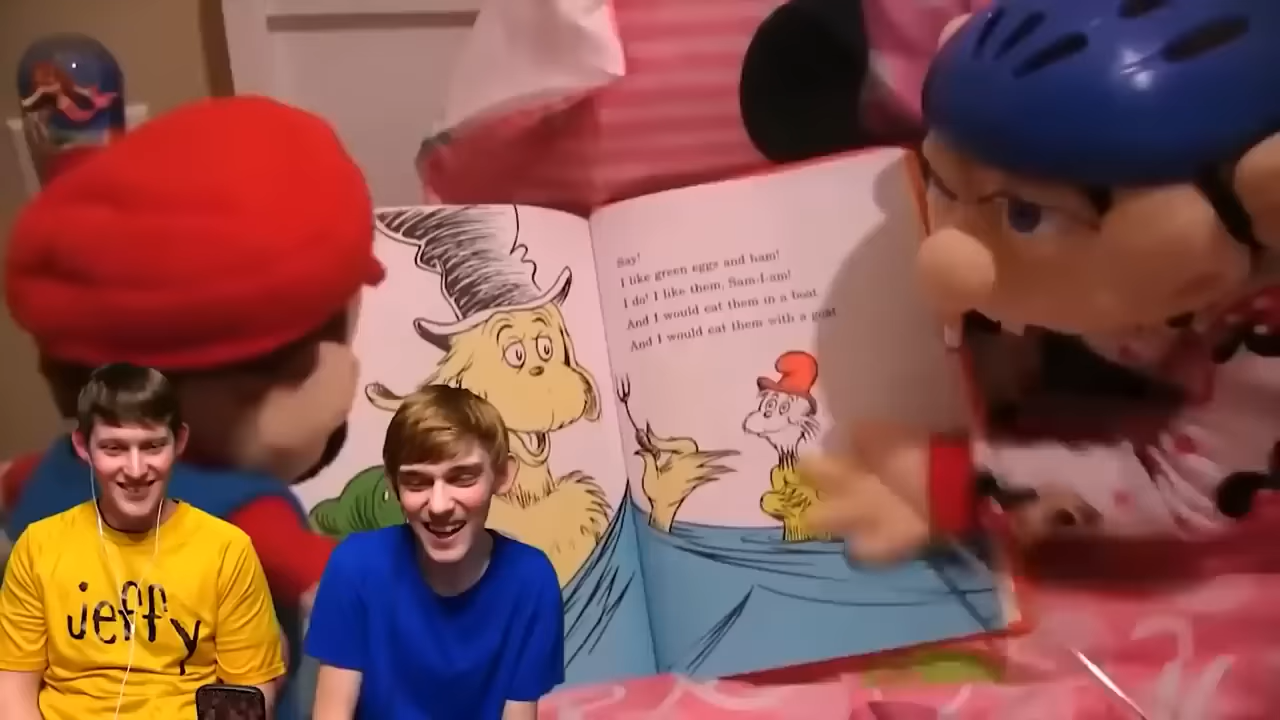 Say!
I like green eggs and ham!
I do! I like them, Sam-I-am!
And I would eat them in a boat
And I would eat them with a goat
jeffy